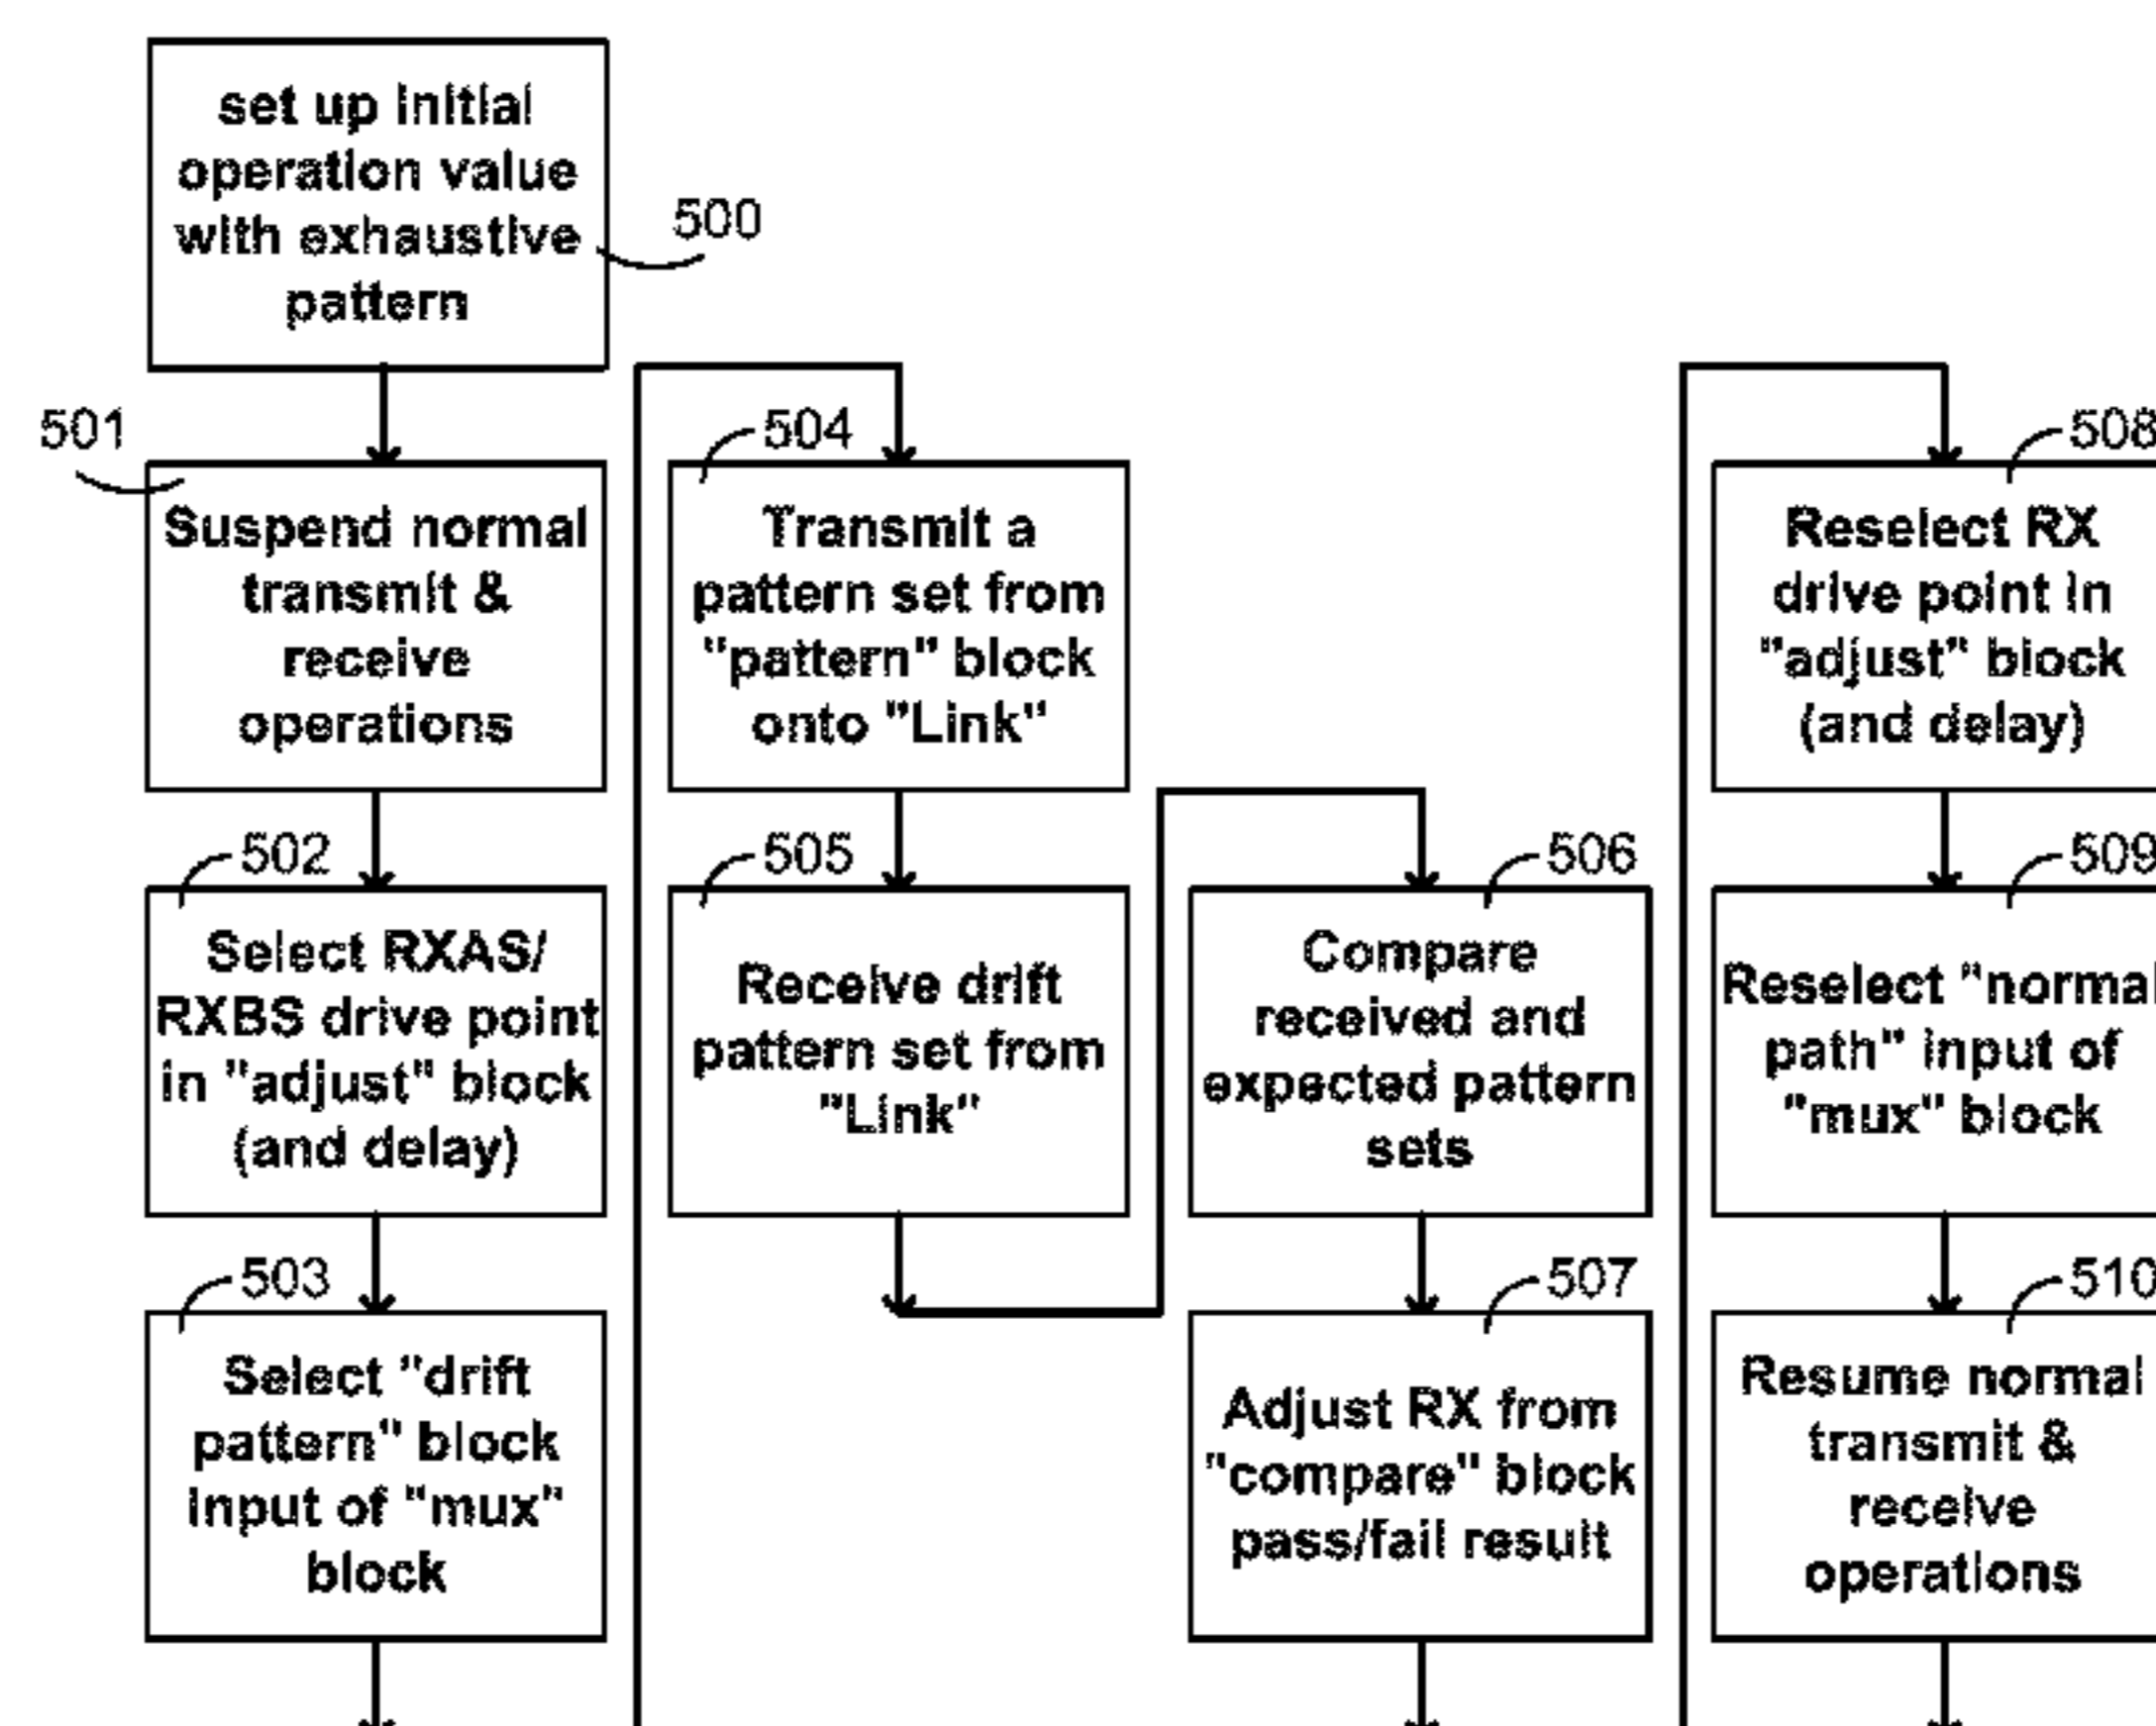 set up initial
operation value
with exhaustive
pattern
500
501
Suspend normal
transmit &
receive
operations
502
Select RXAS/
RXBS drive point
in "adjust" block
(and delay)
503
Select "drift
pattern" block
input of "mux"
block
504
Transmit a
pattern set from
"pattern" block
onto "Link"
505
Receive drift
pattern set from
"Link"
506
Compare
received and
expected pattern
sets
507
Adjust RX from
"compare" block
pass/fail result
508
Reselect RX
drive point in
"adjust" block
(and delay)
509
Reselect "normal
path" input of
"mux" block
510
Resume normal
transmit &
receive
operations